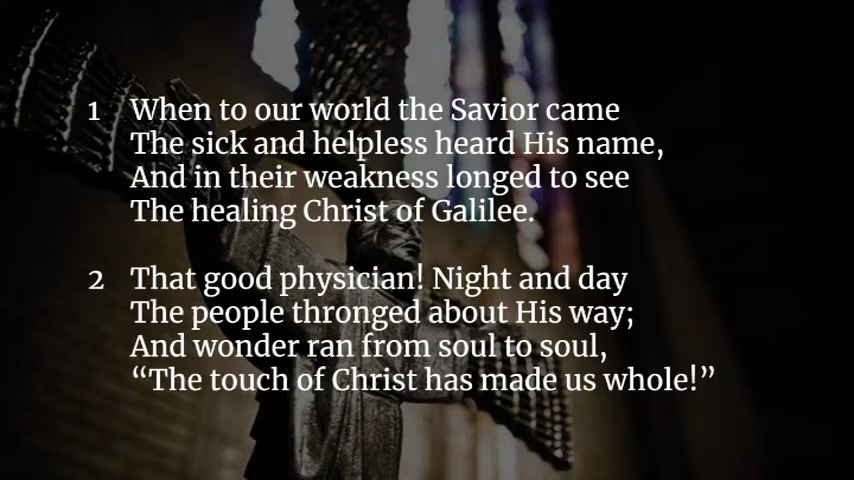 1 When to our world the Savior came
The sick and helpless heard His name,
And in their weakness longed to see
The healing Christ of Galilee.
2 That good physician! Night and day
The people thronged about His way;
And wonder ran from soul to soul,
“The touch of Christ has made us whole!”